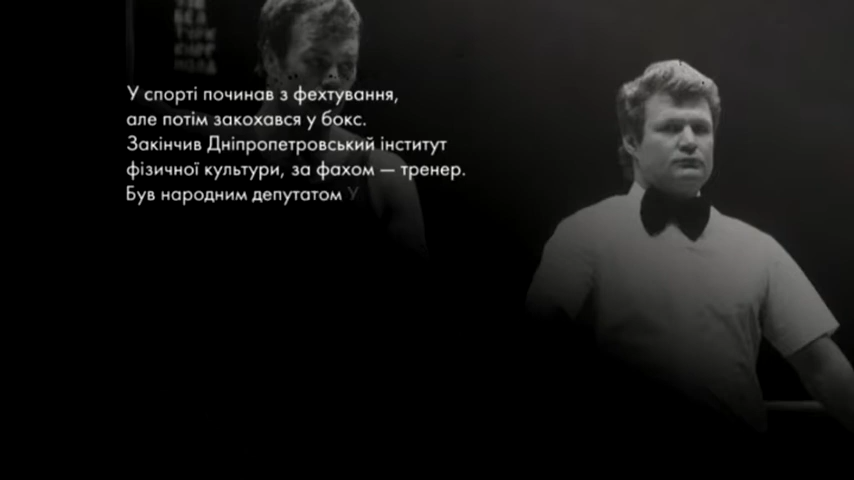 У спорті починав з фехтування,
але потім закохався у бокс.
Закінчив Дніпропетровський інститут
фізичної культури, за фахом — тренер.
Був народним депутатом У